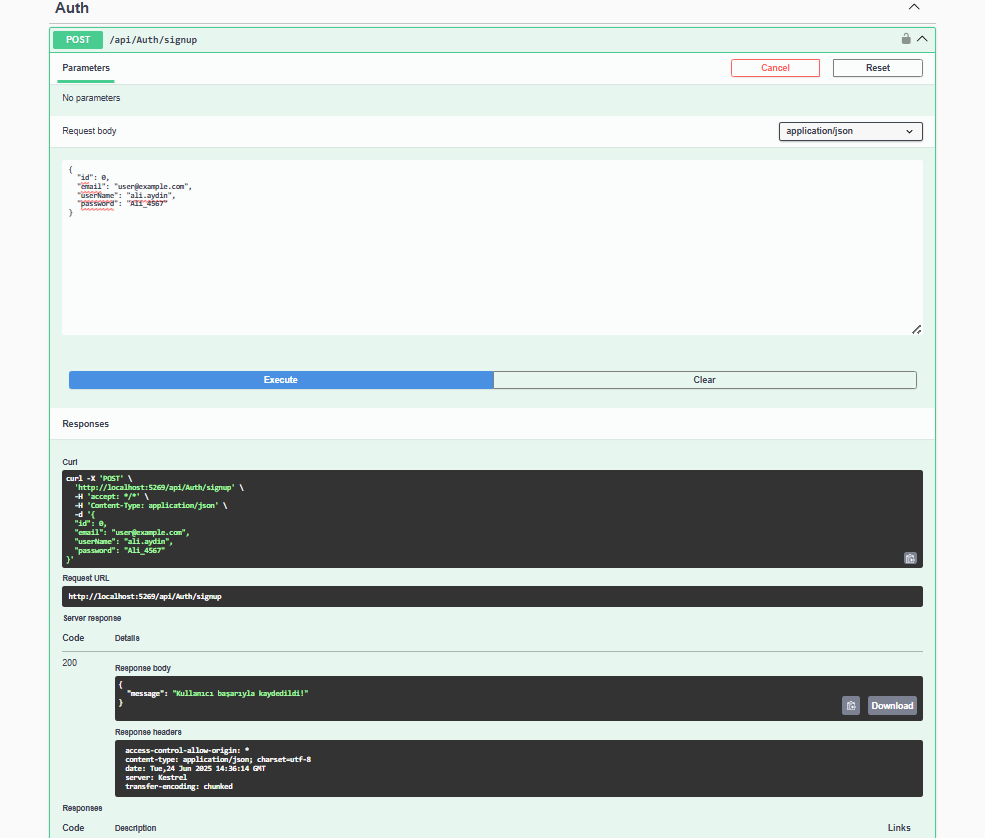 Auth
POST /api/Auth/signup
Parameters
Cancel
Reset
No parameters
Request body
application/json
{
"id": 0,
"email": "user@example.com",
"userName": "ali.aydin",
"password": "Ali_4567"
}
Execute
Clear
Responses
Curl
curl -X 'POST' \
'http://localhost:5269/api/Auth/signup' \
-H 'accept: */*' \
-H 'Content-Type: application/json' \
-d '{
"id": 0,
"email": "user@example.com",
"userName": "ali.aydin",
"password": "Ali_4567"
}'
Request URL
http://localhost:5269/api/Auth/signup
Server response
Code Details
200
Response body
{
"message": "Kullanıcı başarıyla kaydedildi!"
}
Download
Response headers
access-control-allow-origin: *
content-type: application/json; charset=utf-8
date: Tue,24 Jun 2025 14:36:14 GMT
server: Kestrel
transfer-encoding: chunked
Responses
Code Description Links